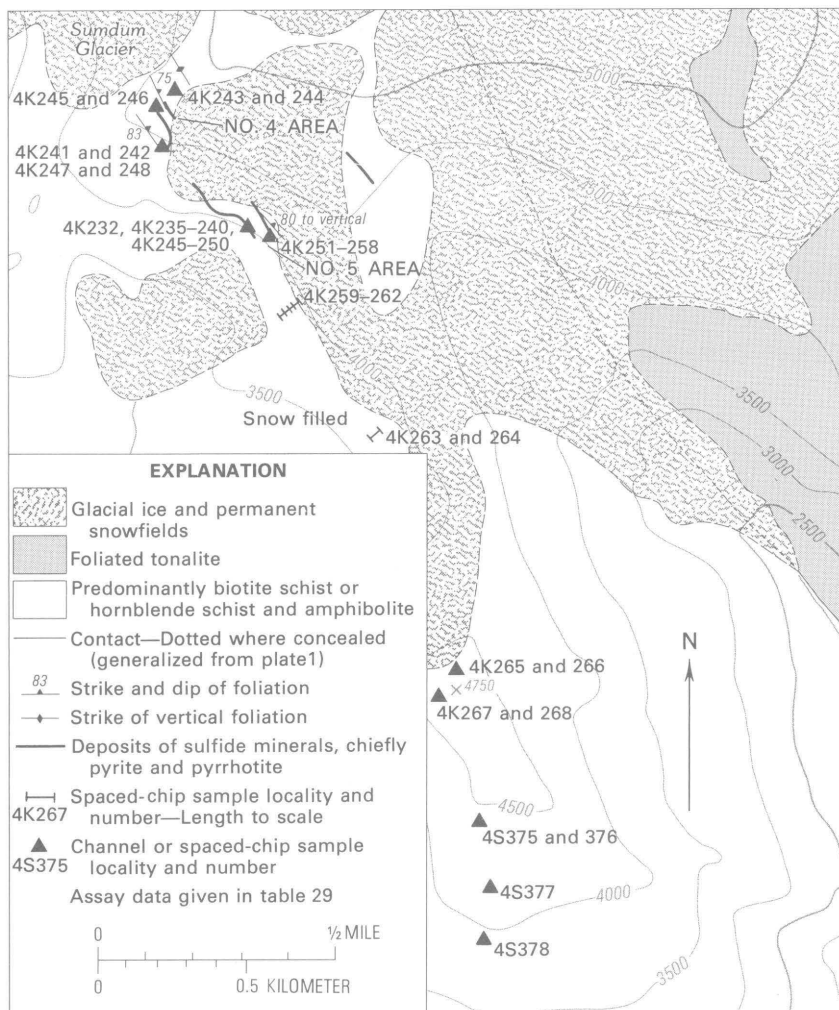 Sumdum
Glacier
75
4K245 and 246
4K243 and 244
NO. 4 AREA
83
4K241 and 242
4K247 and 248
5000
4500
4000
80 to vertical
4K232, 4K235–240,
4K245–250
4K251–258
NO. 5 AREA
4K259–262
4000
3500
Snow filled
4K263 and 264
3500
3000
2500
EXPLANATION
Glacial ice and permanent
snowfields
Foliated tonalite
Predominantly biotite schist or
hornblende schist and amphibolite
Contact—Dotted where concealed
(generalized from plate1)
83
Strike and dip of foliation
Strike of vertical foliation
Deposits of sulfide minerals, chiefly
pyrite and pyrrhotite
Spaced-chip sample locality and
4K267
number—Length to scale
Channel or spaced-chip sample
4S375
locality and number
Assay data given in table 29
0
½ MILE
0
0.5 KILOMETER
N
4K265 and 266
4750
4K267 and 268
4500
4S375 and 376
4S377
4000
4S378
3500